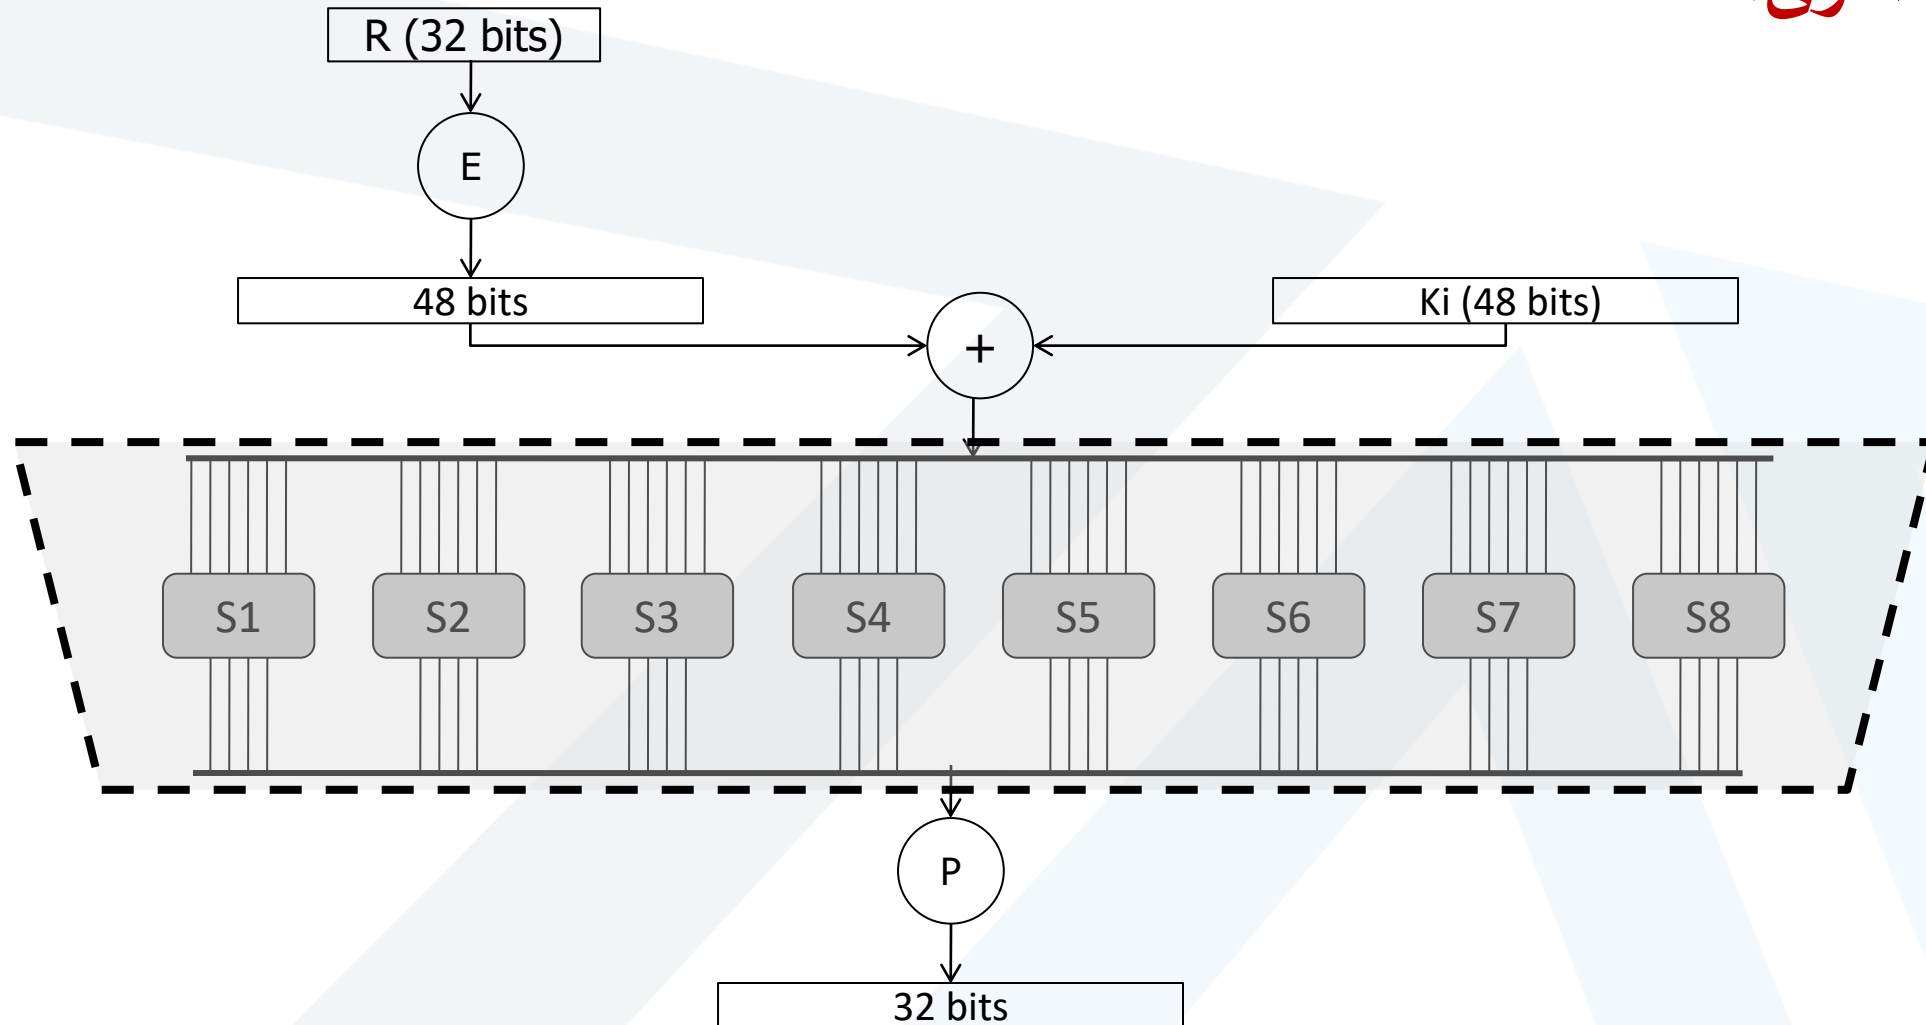 R (32 bits)
E
48 bits
Ki (48 bits)
+
S1
S2
S3
S4
S5
S6
S7
S8
P
32 bits